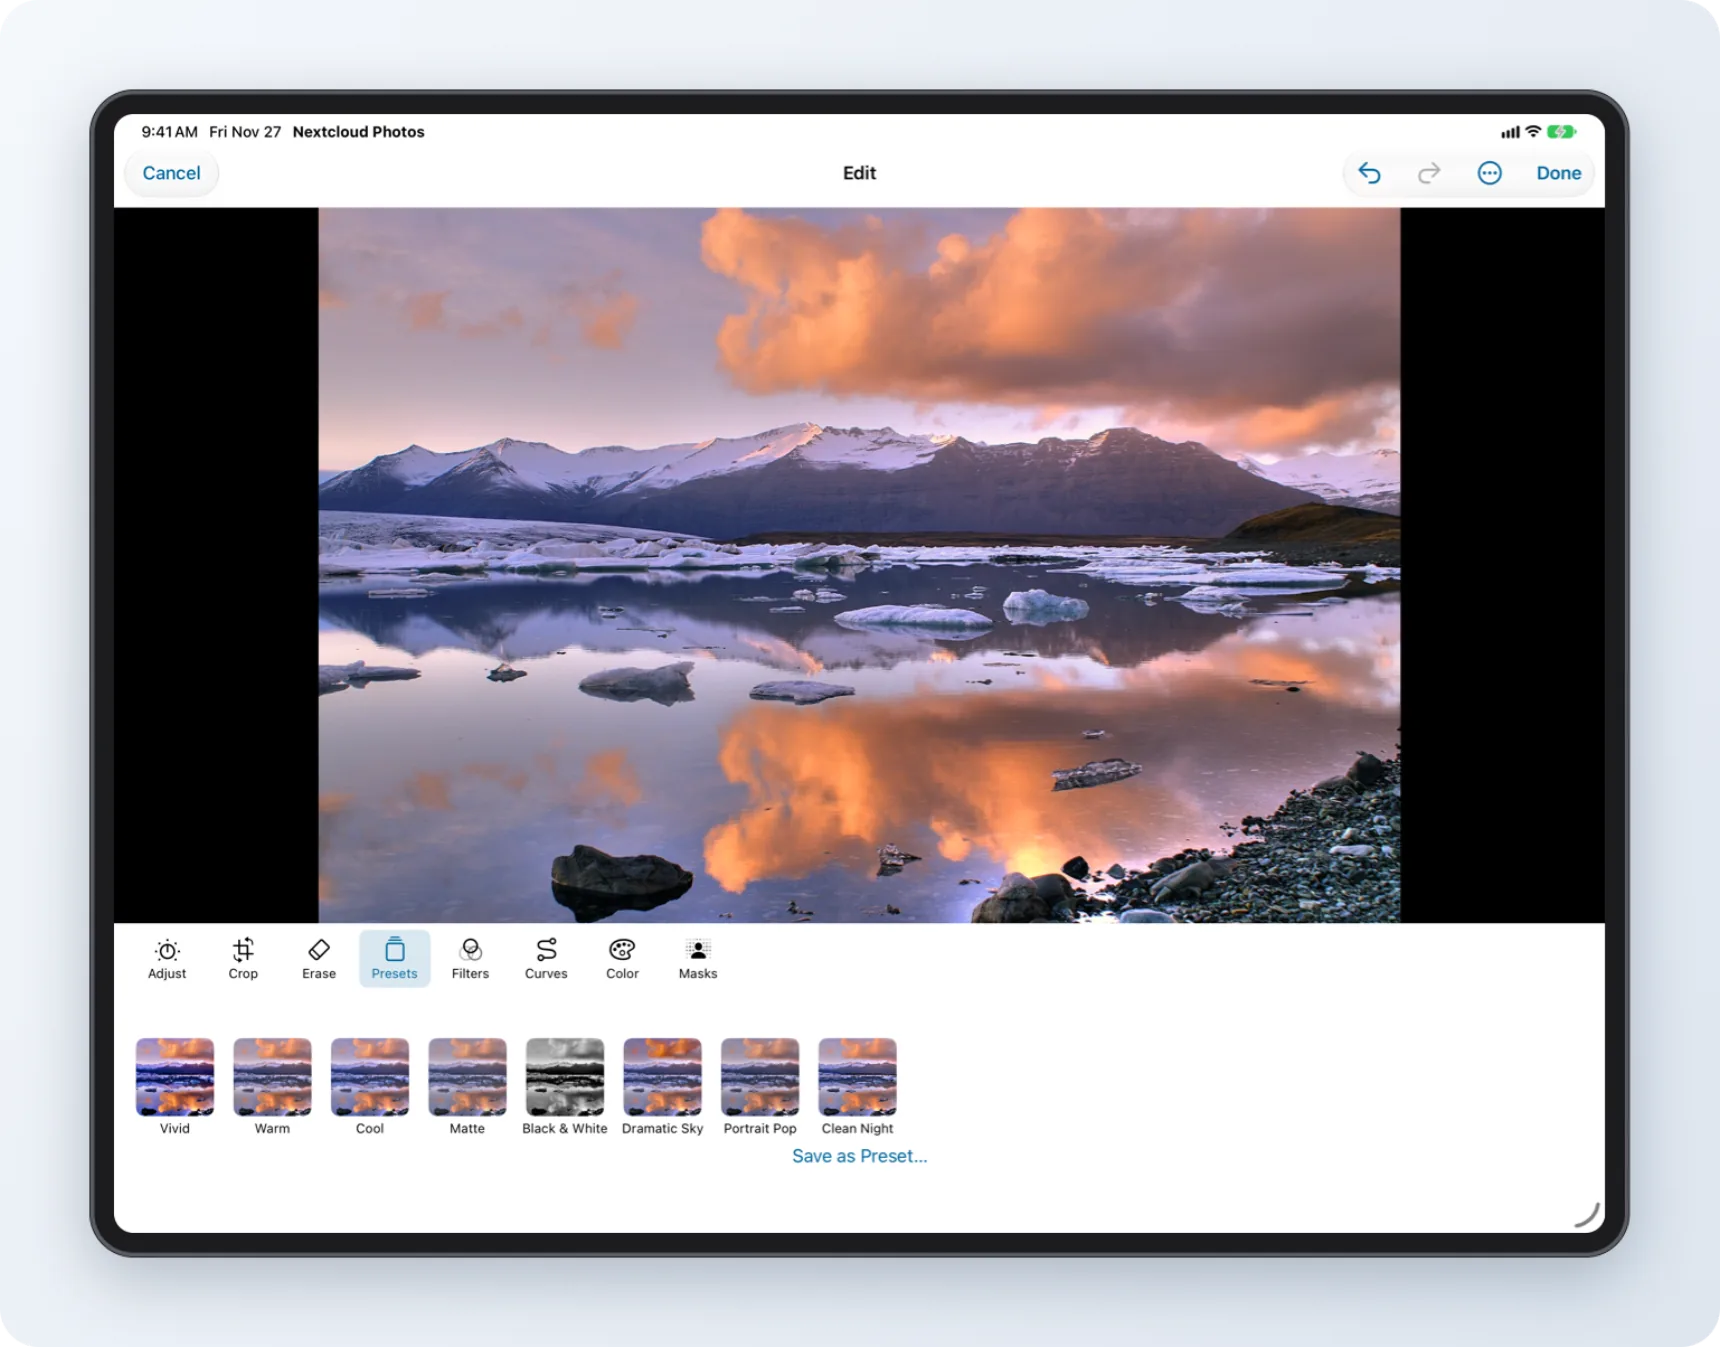 9:41 AM Fri Nov 27 Nextcloud Photos
Cancel
Edit
Done
Adjust
Crop
Erase
Presets
Filters
Curves
Color
Masks
Vivid
Warm
Cool
Matte
Black & White
Dramatic Sky
Portrait Pop
Clean Night
Save as Preset...